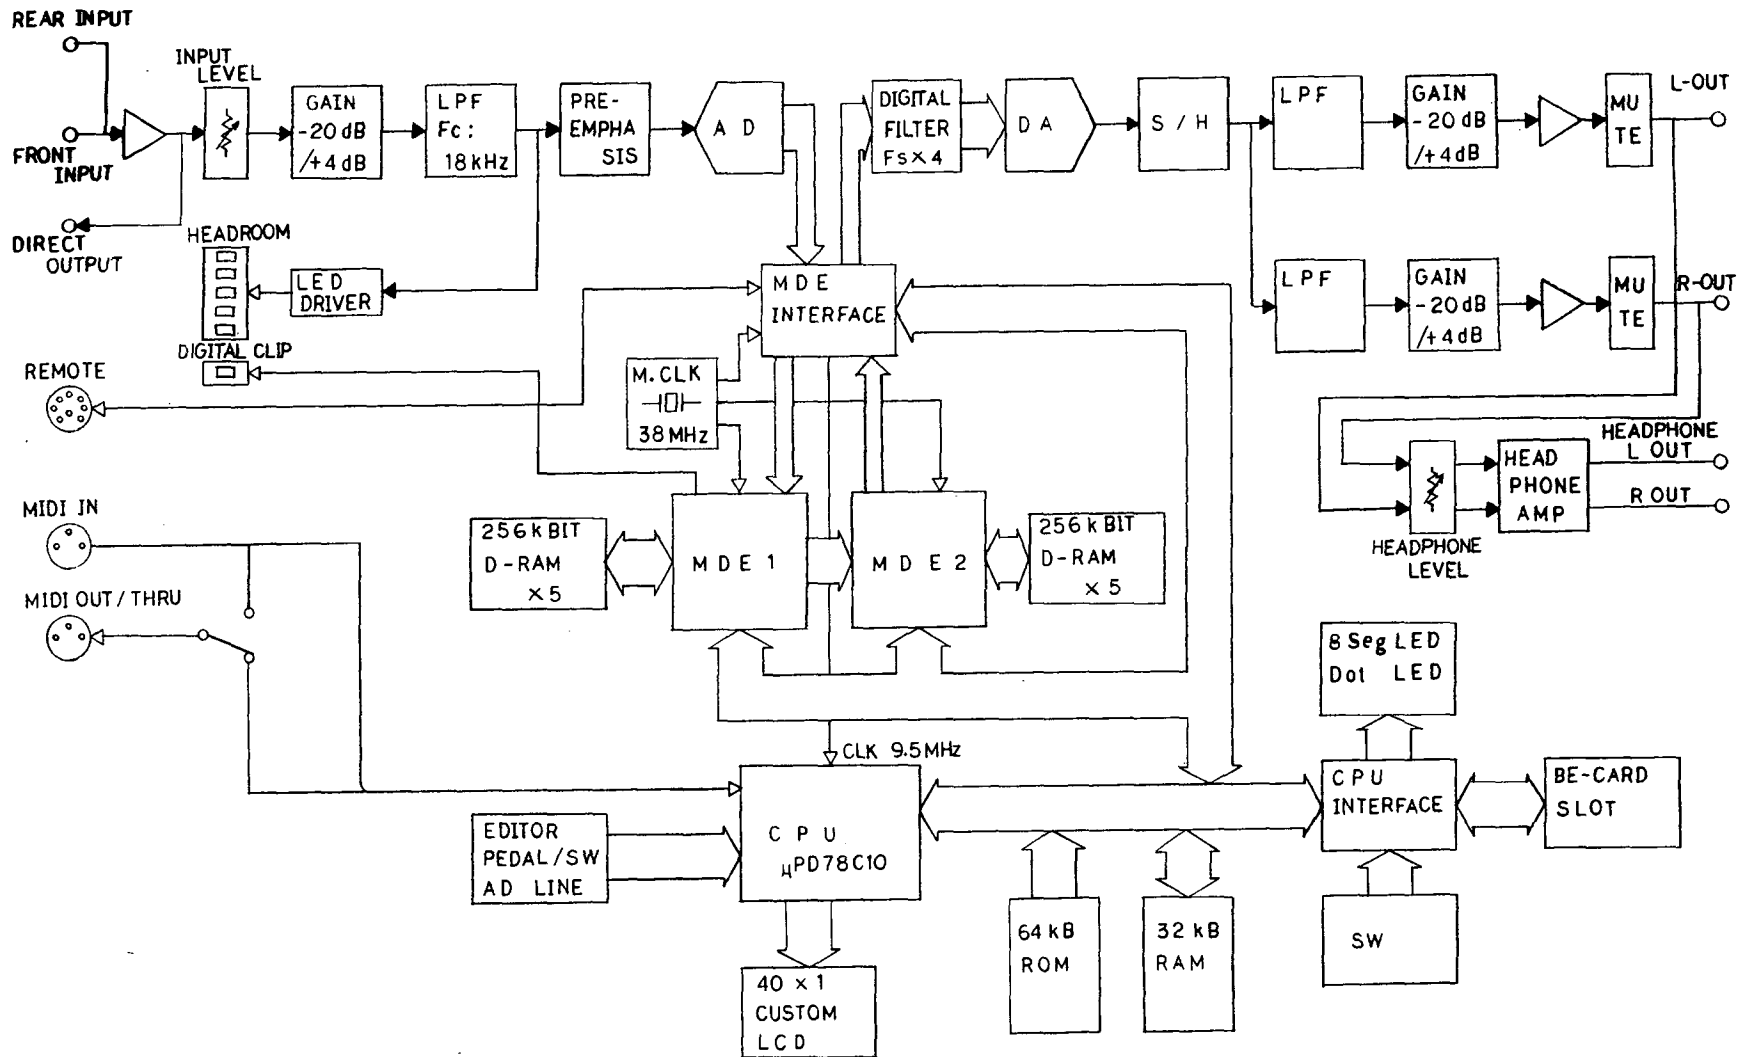 REAR INPUT
FRONT
INPUT
DIRECT
OUTPUT
INPUT
LEVEL
GAIN
-20dB
/+4dB
LPF
Fc:
18kHz
PRE-
EMPHA
SIS
AD
DIGITAL
FILTER
Fs×4
DA
S/H
LPF
GAIN
-20dB
/+4dB
MU
TE
L-OUT
HEADROOM
LED
DRIVER
DIGITAL CLIP
MDE
INTERFACE
LPF
GAIN
-20dB
/+4dB
MU
TE
R-OUT
REMOTE
M.CLK
38MHz
HEADPHONE
L OUT
R OUT
HEAD
PHONE
AMP
HEADPHONE
LEVEL
MIDI IN
MIDI OUT/THRU
256kBIT
D-RAM
×5
MDE1
MDE2
256kBIT
D-RAM
×5
8Seg LED
Dot LED
CLK 9.5MHz
CPU
μPD78C10
CPU
INTERFACE
BE-CARD
SLOT
EDITOR
PEDAL/SW
AD LINE
64kB
ROM
32kB
RAM
SW
40×1
CUSTOM
LCD